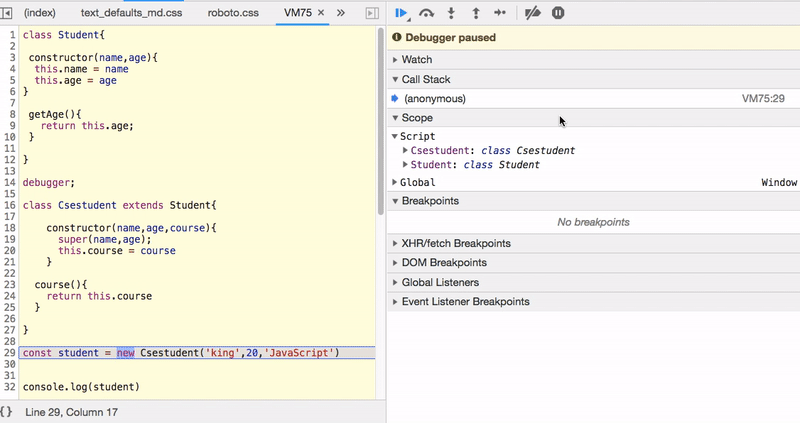 (index) text_defaults_md.css roboto.css VM75 × »
1 class Student{
2
3 constructor(name,age){
4 this.name = name
5 this.age = age
6 }
7
8 getAge(){
9 return this.age;
10 }
11
12 }
13
14 debugger;
15
16 class Csestudent extends Student{
17
18 constructor(name,age,course){
19 super(name,age);
20 this.course = course
21 }
22
23 course(){
24 return this.course
25 }
26
27 }
28
29 const student = new Csestudent('king',20,'JavaScript')
30
31
32 console.log(student)
{} Line 29, Column 17
Debugger paused
Watch
Call Stack
(anonymous) VM75:29
Scope
Script
Csestudent: class Csestudent
Student: class Student
Global Window
Breakpoints
No breakpoints
XHR/fetch Breakpoints
DOM Breakpoints
Global Listeners
Event Listener Breakpoints